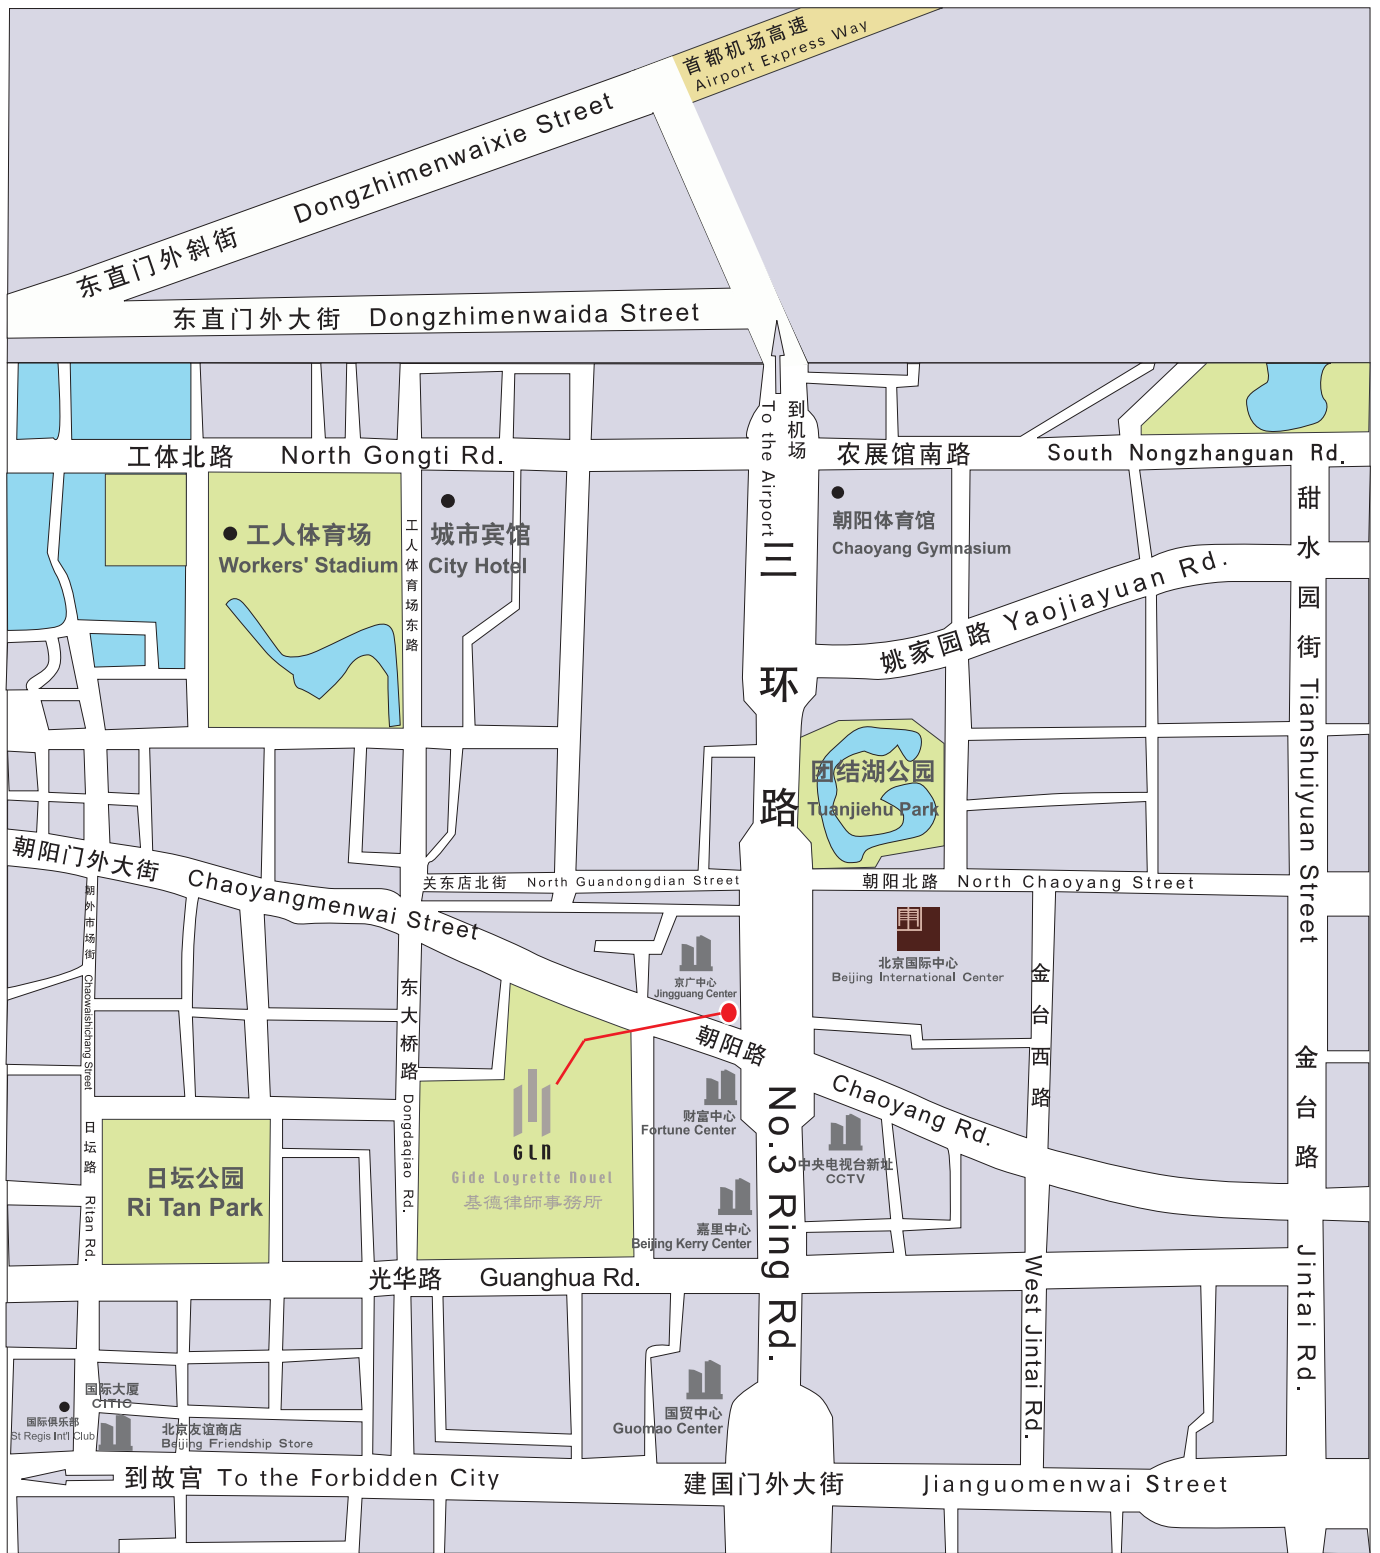 首都机场高速
Airport Express Way
东直门外斜街 Dongzhimenwaixie Street
东直门外大街 Dongzhimenwaida Street
到机场
To the Airport
工体北路 North Gongti Rd.
农展馆南路 South Nongzhanguan Rd.
工人体育场
Workers' Stadium
工人体育场东路
城市宾馆
City Hotel
朝阳体育馆
Chaoyang Gymnasium
甜水园街 Tianshuiyuan Street
姚家园路 Yaojiayuan Rd.
三环路 No.3 Ring Rd.
团结湖公园
Tuanjiehu Park
朝阳门外大街 Chaoyangmenwai Street
关东店北街 North Guandongdian Street
朝阳北路 North Chaoyang Street
朝外市场街 Chaowaishichang Street
京广中心
Jingguang Center
北京国际中心
Beijing International Center
金台西路 West Jintai Rd.
东大桥路 Dongdaqiao Rd.
朝阳路 Chaoyang Rd.
金台路 Jintai Rd.
财富中心
Fortune Center
中央电视台新址
CCTV
GLN
Gide Loyrette Nouel
基德律師事務所
日坛路 Ritan Rd.
日坛公园
Ri Tan Park
嘉里中心
Beijing Kerry Center
光华路 Guanghua Rd.
国际大厦
CITIC
国际俱乐部
St Regis Int'l Club
北京友谊商店
Beijing Friendship Store
国贸中心
Guomao Center
到故宫 To the Forbidden City
建国门外大街 Jianguomenwai Street